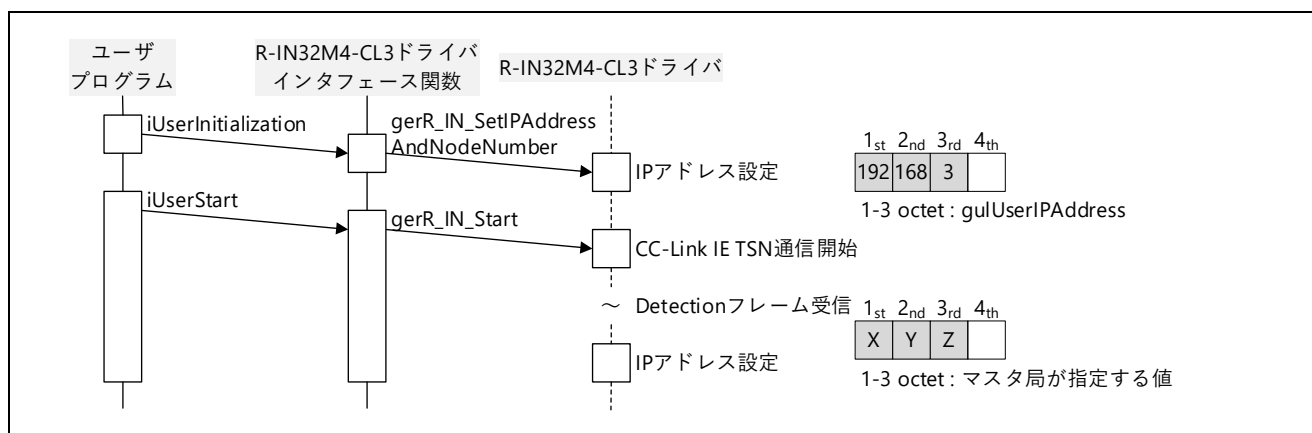 ユーザ
プログラム
R-IN32M4-CL3ドライバ
インタフェース関数
R-IN32M4-CL3ドライバ
iUserInitialization
gerR_IN_SetIPAddress
AndNodeNumber
IPアドレス設定
1st 2nd 3rd 4th
192 168 3
1-3 octet : gulUserIPAddress
iUserStart
gerR_IN_Start
CC-Link IE TSN通信開始
～ Detectionフレーム受信
1st 2nd 3rd 4th
X Y Z
IPアドレス設定
1-3 octet : マスタ局が指定する値